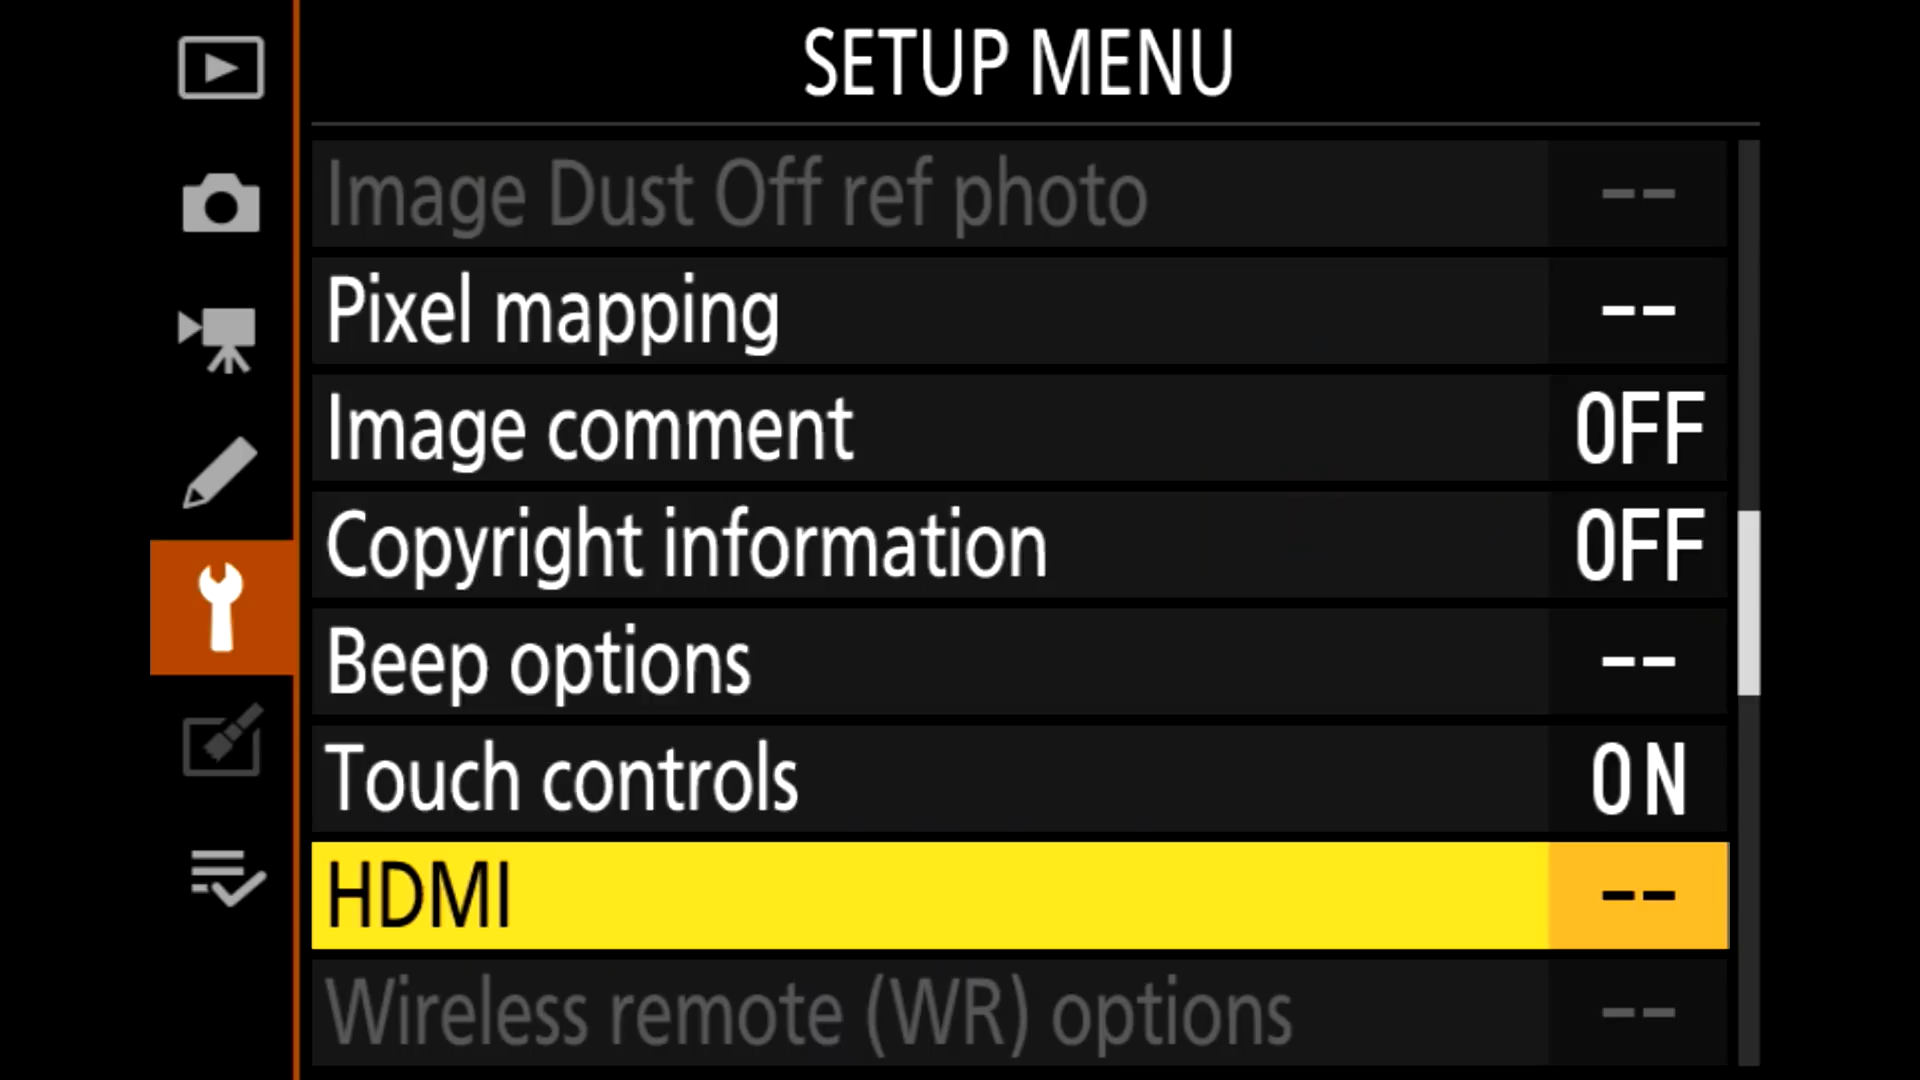 SETUP MENU
Image Dust Off ref photo --
Pixel mapping --
Image comment OFF
Copyright information OFF
Beep options --
Touch controls ON
HDMI --
Wireless remote (WR) options --